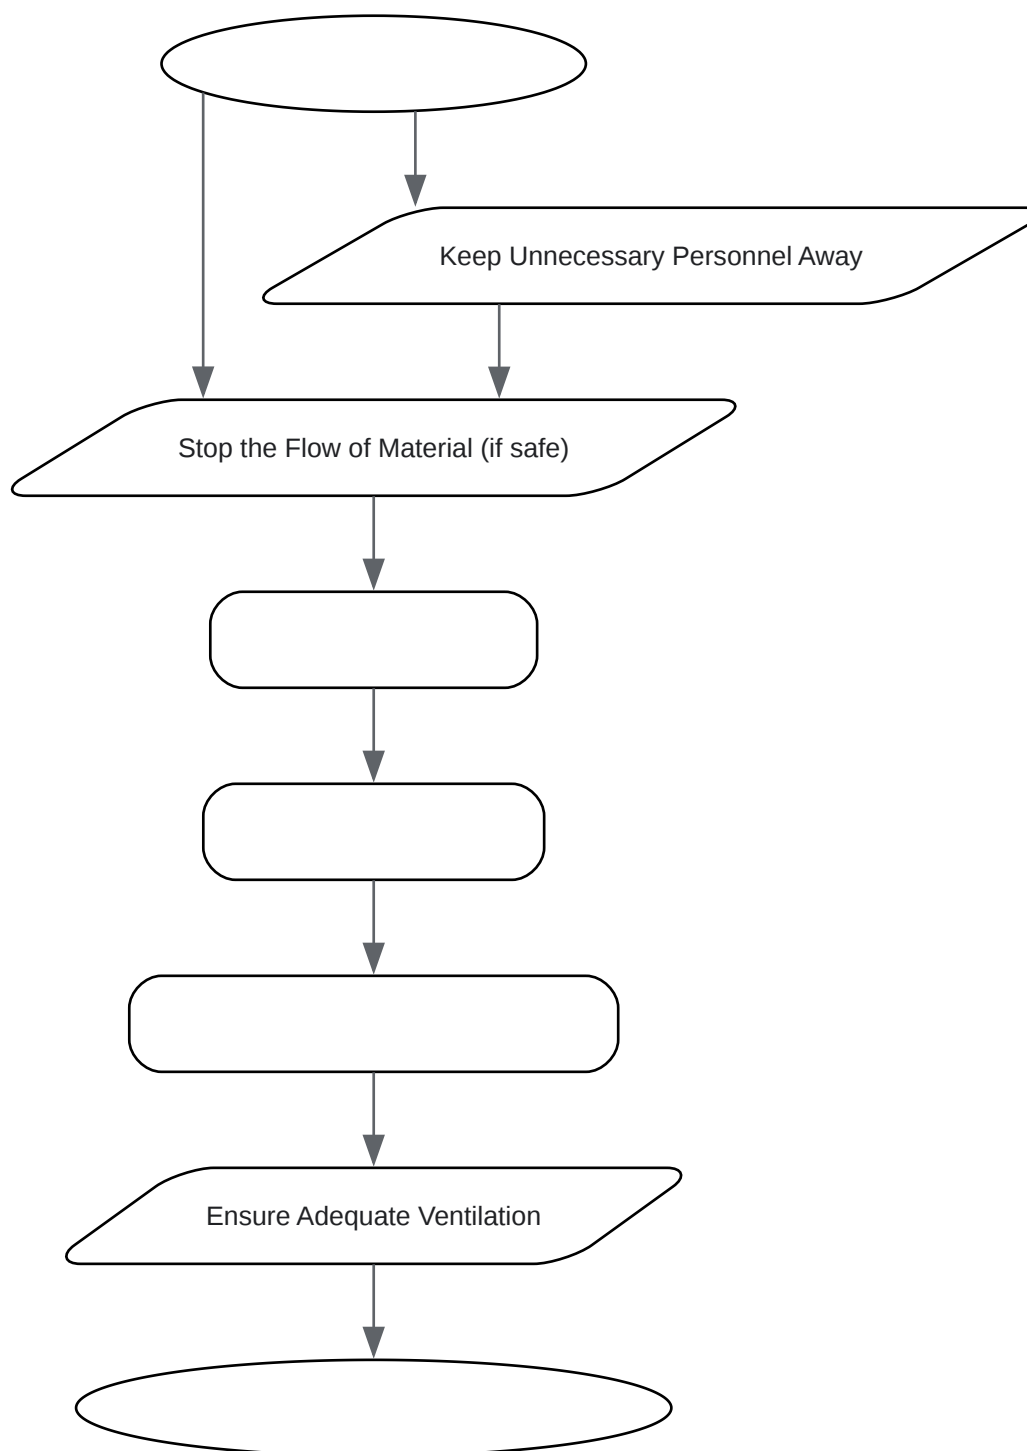 Keep Unnecessary Personnel Away
Stop the Flow of Material (if safe)
Ensure Adequate Ventilation